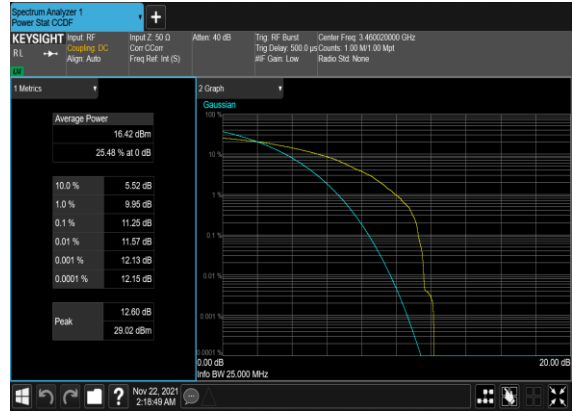 Spectrum Analyzer 1
Power Stat CCDF
KEYSIGHT
RL
Input: RF
Coupling: DC
Align: Auto
Input Z: 50 Ω
Corr CCorr
Freq Ref: Int (S)
Atten: 40 dB
Trig: RF Burst
Trig Delay: 500.0 µs
#IF Gain: Low
Center Freq: 3.460020000 GHz
Counts: 1.00 M/1.00 Mpt
Radio Std: None
1 Metrics
2 Graph
Average Power
16.42 dBm
25.48 % at 0 dB
10.0 % 5.52 dB
1.0 % 9.95 dB
0.1 % 11.25 dB
0.01 % 11.57 dB
0.001 % 12.13 dB
0.0001 % 12.15 dB
Peak
12.60 dB
29.02 dBm
Gaussian
100 %
10 %
1 %
0.1 %
0.01 %
0.001 %
0.0001 %
0.00 dB
20.00 dB
Info BW 25.000 MHz
?
Nov 22, 2021
2:18:49 AM